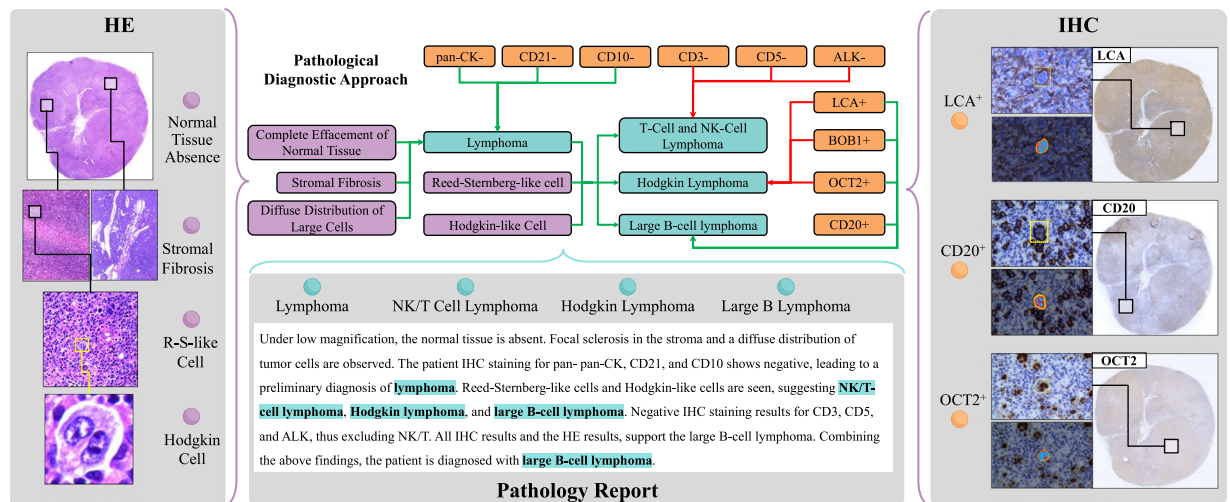 HE
Normal
Tissue
Absence
Stromal
Fibrosis
R-S-like
Cell
Hodgkin
Cell
Pathological
Diagnostic Approach
pan-CK-
CD21-
CD10-
CD3-
CD5-
ALK-
LCA+
BOB1+
OCT2+
CD20+
Complete Effacement of
Normal Tissue
Stromal Fibrosis
Diffuse Distribution of
Large Cells
Lymphoma
Reed-Sternberg-like cell
Hodgkin-like Cell
T-Cell and NK-Cell
Lymphoma
Hodgkin Lymphoma
Large B-cell lymphoma
Lymphoma
NK/T Cell Lymphoma
Hodgkin Lymphoma
Large B Lymphoma
Under low magnification, the normal tissue is absent. Focal sclerosis in the stroma and a diffuse distribution of
tumor cells are observed. The patient IHC staining for pan- pan-CK, CD21, and CD10 shows negative, leading to
a preliminary diagnosis of lymphoma. Reed-Sternberg-like cells and Hodgkin-like cells are seen, suggesting NK/T-
cell lymphoma, Hodgkin lymphoma, and large B-cell lymphoma. Negative IHC staining results for CD3, CD5,
and ALK, thus excluding NK/T. All IHC results and the HE results, support the large B-cell lymphoma. Combining
the above findings, the patient is diagnosed with large B-cell lymphoma.
Pathology Report
IHC
LCA+
LCA
CD20+
CD20
OCT2+
OCT2